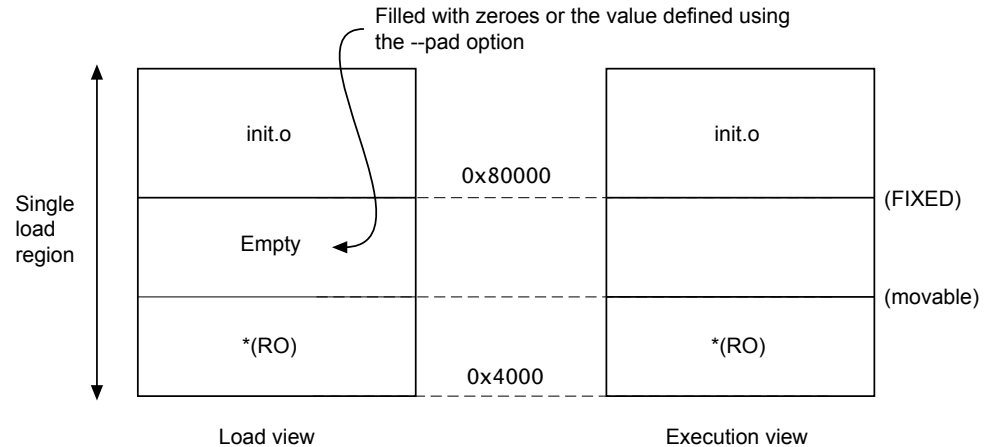 Filled with zeroes or the value defined using
the --pad option
init.o
init.o
0x80000
(FIXED)
Single
load
region
Empty
(movable)
*(RO)
*(RO)
0x4000
Load view
Execution view